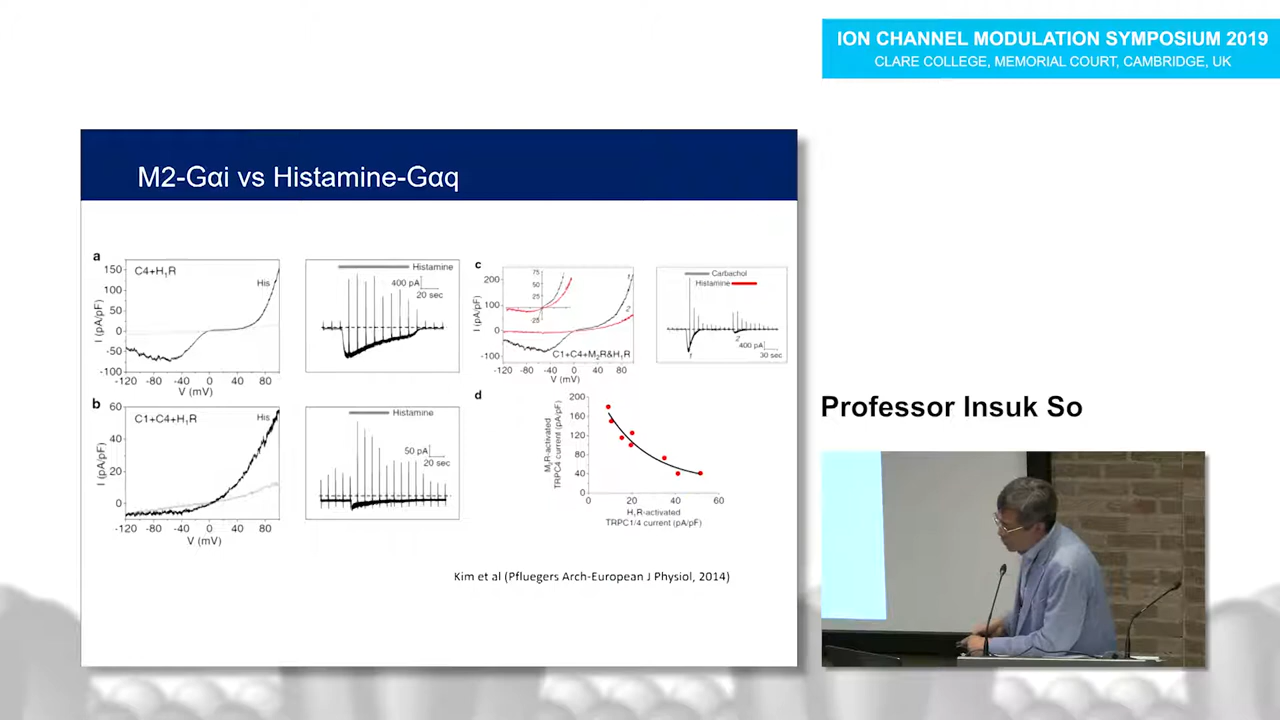 ION CHANNEL MODULATION SYMPOSIUM 2019
CLARE COLLEGE, MEMORIAL COURT, CAMBRIDGE, UK
M2-Gαi vs Histamine-Gαq
a
C4+H₁R
His
I (pA/pF)
150
100
50
0
-50
-100
-120 -80 -40 0 40 80
V (mV)
Histamine
400 pA
20 sec
b
C1+C4+H₁R
His
I (pA/pF)
60
40
20
0
-120 -80 -40 0 40 80
V (mV)
Histamine
50 pA
20 sec
c
I (pA/pF)
200
100
0
-100
75
50
25
-25
1
2
C1+C4+M₂R&H₁R
-120 -80 -40 0 40 80
V (mV)
Carbachol
Histamine
1
2
400 pA
30 sec
d
M₂R-activated
TRPC4 current (pA/pF)
200
160
120
80
40
0
0 20 40 60
H₁R-activated
TRPC1/4 current (pA/pF)
Kim et al (Pfluegers Arch-European J Physiol, 2014)
Professor Insuk So